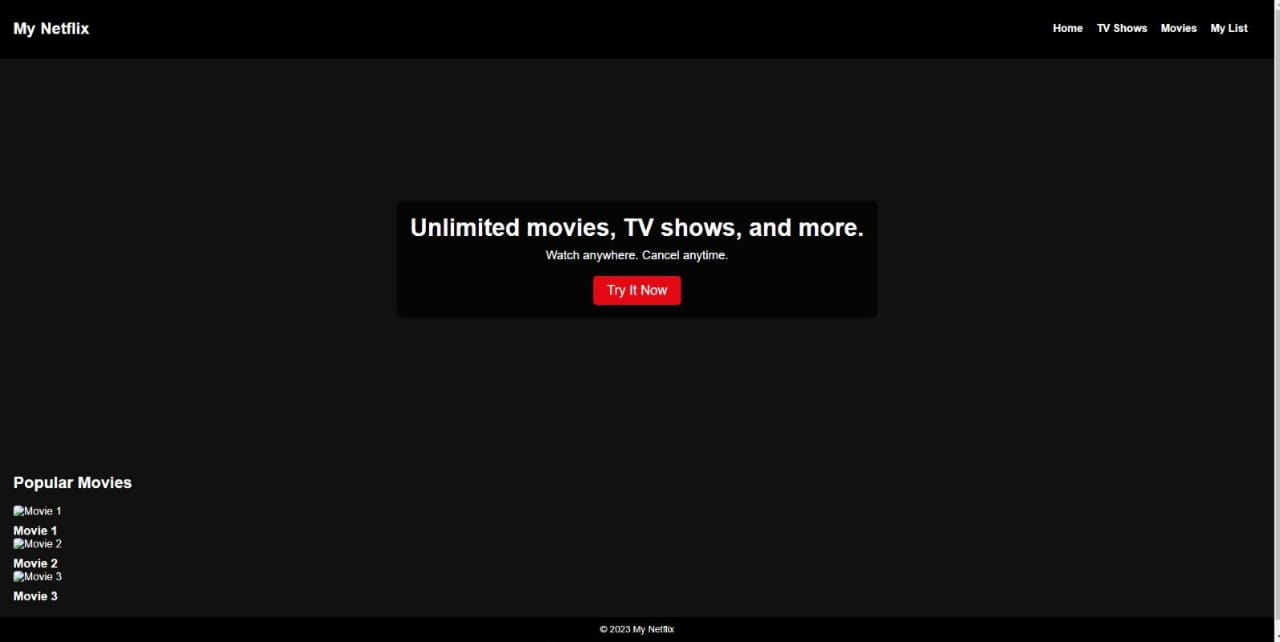 My Netflix
Home TV Shows Movies My List
Unlimited movies, TV shows, and more.
Watch anywhere. Cancel anytime.
Try It Now
Popular Movies
Movie 1
Movie 1
Movie 2
Movie 2
Movie 3
Movie 3
© 2023 My Netflix